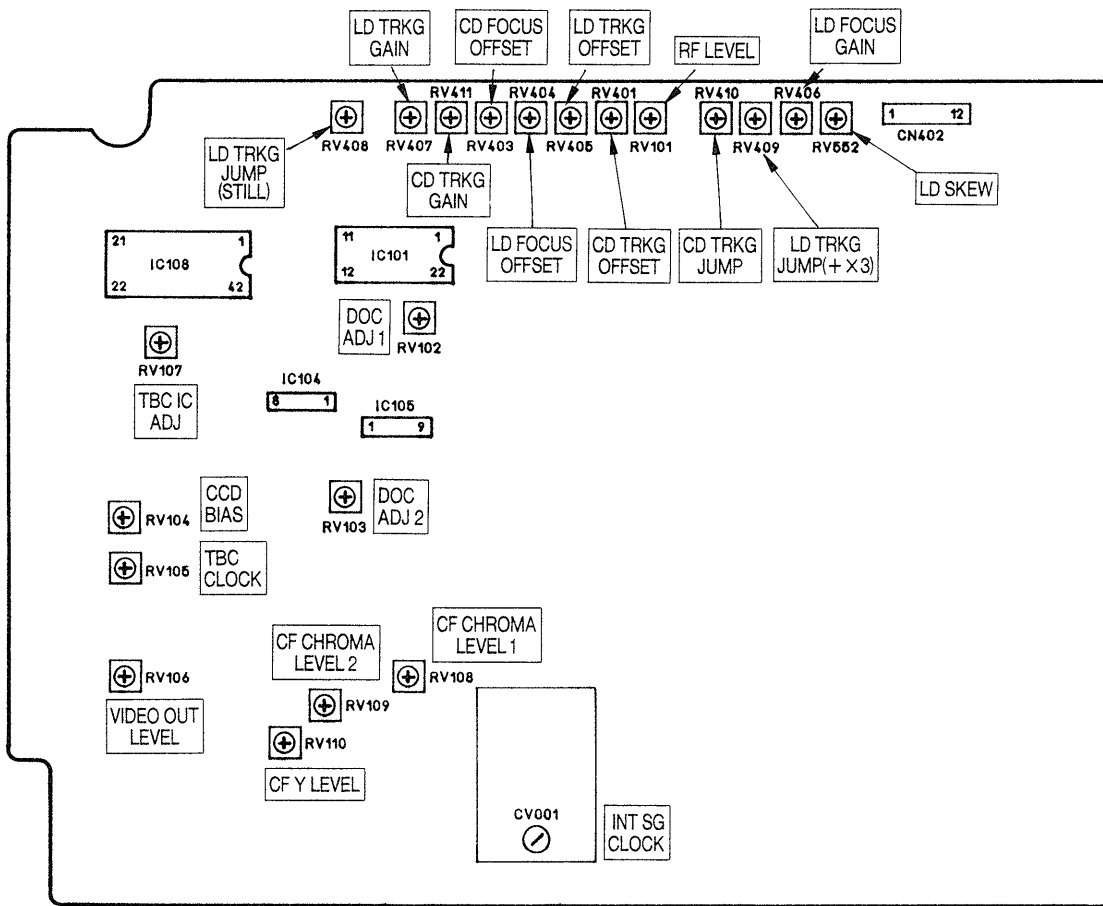 LD TRKG
GAIN
CD FOCUS
OFFSET
LD TRKG
OFFSET
RF LEVEL
LD FOCUS
GAIN
RV411
RV404
RV401
RV410
RV406
1 12
CN402
RV408
RV407
RV403
RV405
RV101
RV409
RV552
LD TRKG
JUMP
(STILL)
CD TRKG
GAIN
LD SKEW
LD FOCUS
OFFSET
CD TRKG
OFFSET
CD TRKG
JUMP
LD TRKG
JUMP(+×3)
21 1
IC108
22 42
11 1
IC101
12 22
DOC
ADJ 1
RV102
RV107
TBC IC
ADJ
IC104
8 1
IC105
1 9
CCD
BIAS
RV104
RV103
DOC
ADJ 2
RV105
TBC
CLOCK
CF CHROMA
LEVEL 2
CF CHROMA
LEVEL 1
RV106
RV108
VIDEO OUT
LEVEL
RV109
RV110
CF Y LEVEL
CV001
INT SG
CLOCK